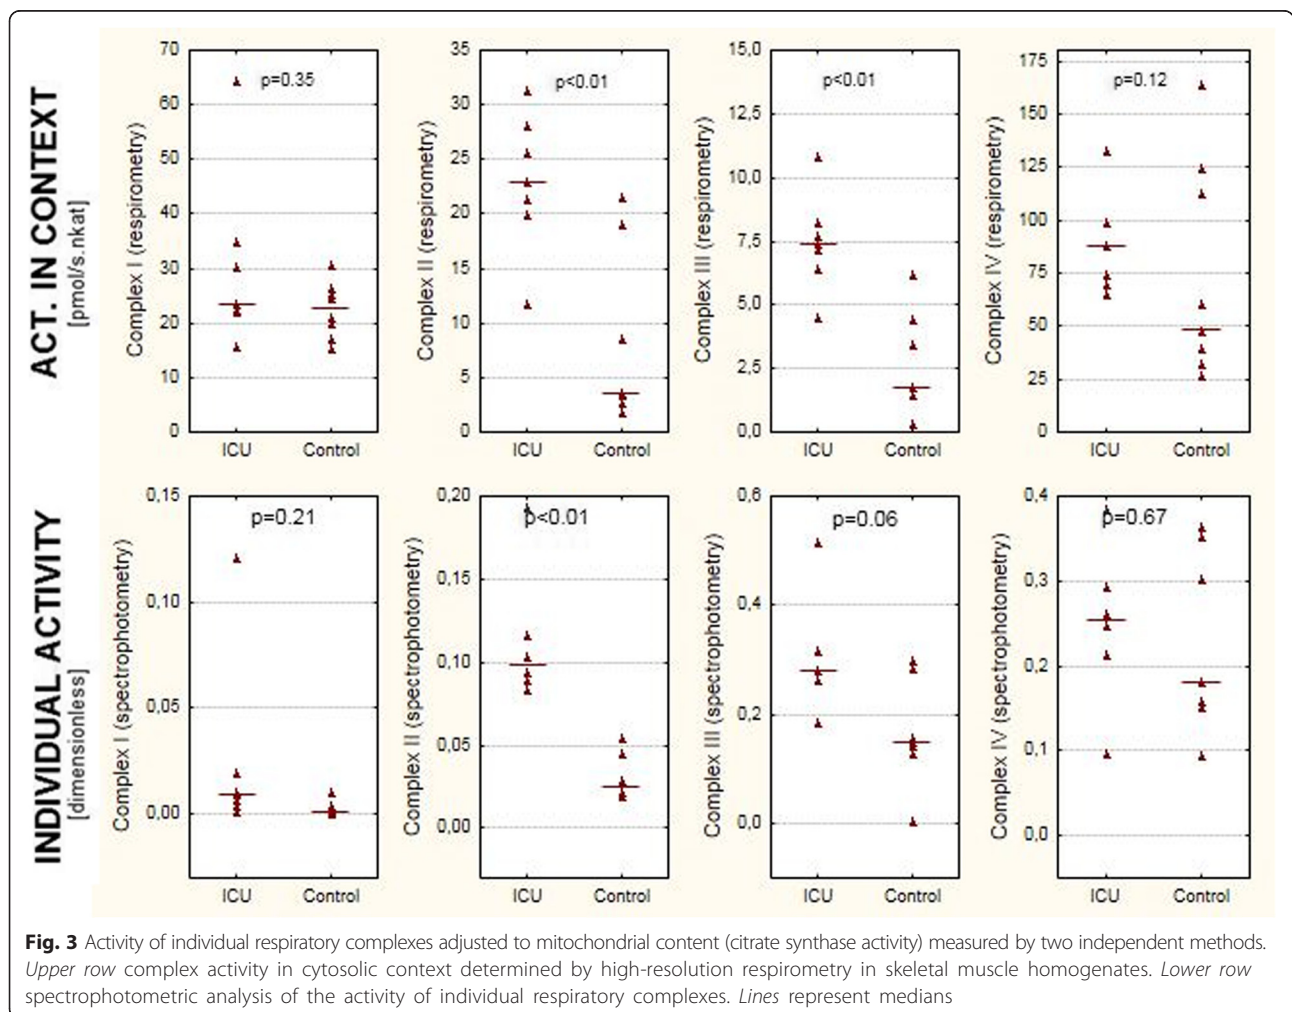 ACT. IN CONTEXT
[pmol/s.nkat]
Complex I (respirometry)
70
60
50
40
30
20
10
0
p=0.35
ICU
Control
Complex II (respirometry)
35
30
25
20
15
10
5
0
p<0.01
ICU
Control
Complex III (respirometry)
15,0
12,5
10,0
7,5
5,0
2,5
0,0
p<0.01
ICU
Control
Complex IV (respirometry)
175
150
125
100
75
50
25
0
p=0.12
ICU
Control
INDIVIDUAL ACTIVITY
[dimensionless]
Complex I (spectrophotometry)
0,15
0,10
0,05
0,00
p=0.21
ICU
Control
Complex II (spectrophotometry)
0,20
0,15
0,10
0,05
0,00
p<0.01
ICU
Control
Complex III (spectrophotometry)
0,6
0,4
0,2
0,0
p=0.06
ICU
Control
Complex IV (spectrophotometry)
0,4
0,3
0,2
0,1
0,0
p=0.67
ICU
Control
Fig. 3 Activity of individual respiratory complexes adjusted to mitochondrial content (citrate synthase activity) measured by two independent methods.
Upper row complex activity in cytosolic context determined by high-resolution respirometry in skeletal muscle homogenates. Lower row
spectrophotometric analysis of the activity of individual respiratory complexes. Lines represent medians